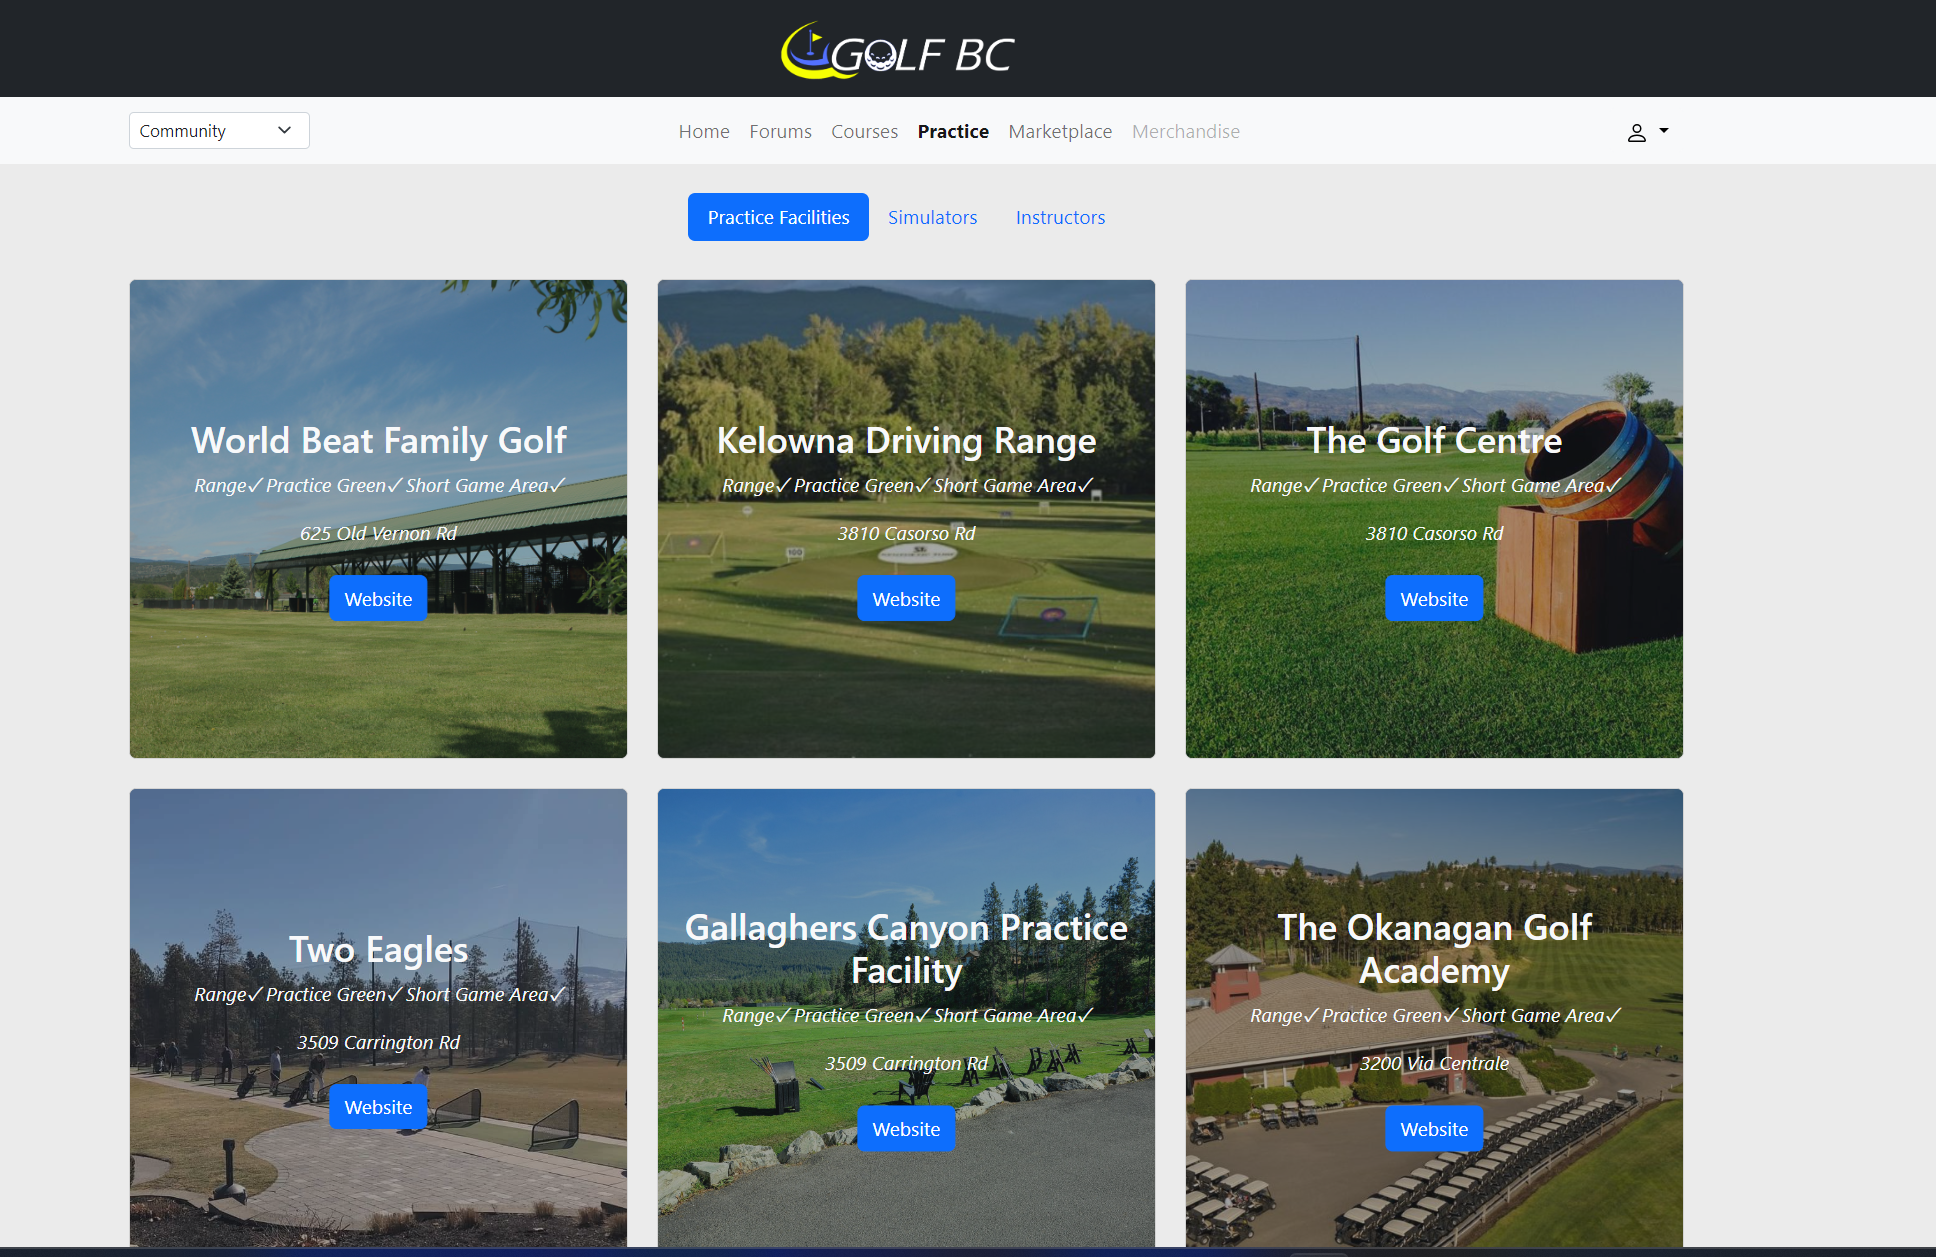 GOLF BC
Community
Home Forums Courses Practice Marketplace Merchandise
Practice Facilities Simulators Instructors
World Beat Family Golf
Range✓ Practice Green✓ Short Game Area✓
625 Old Vernon Rd
Website
Kelowna Driving Range
Range✓ Practice Green✓ Short Game Area✓
100
3810 Casorso Rd
Website
The Golf Centre
Range✓ Practice Green✓ Short Game Area✓
3810 Casorso Rd
Website
Two Eagles
Range✓ Practice Green✓ Short Game Area✓
3509 Carrington Rd
Website
Gallaghers Canyon Practice
Facility
Range✓ Practice Green✓ Short Game Area✓
3509 Carrington Rd
Website
The Okanagan Golf
Academy
Range✓ Practice Green✓ Short Game Area✓
3200 Via Centrale
Website